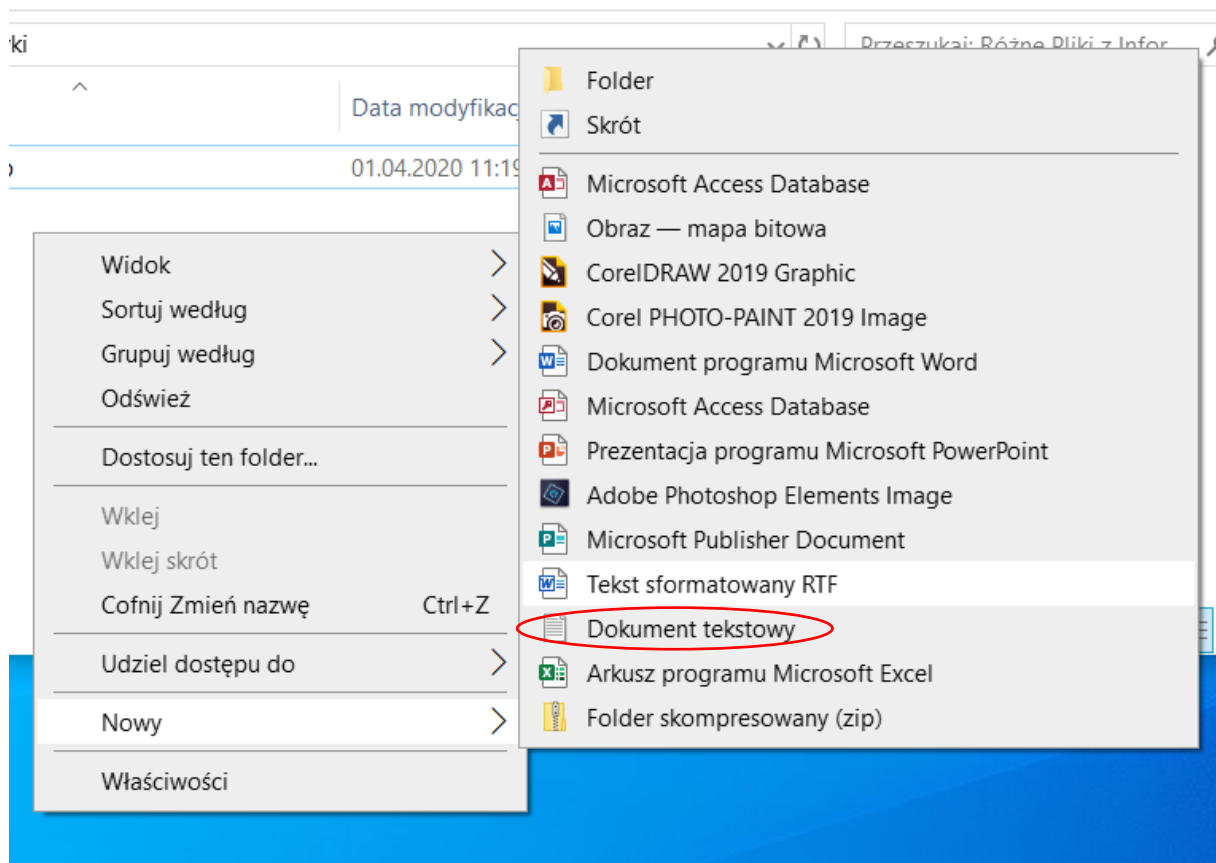 ki
Przeszukaj: Różne Pliki z Infor
Data modyfikac
01.04.2020 11:19
Widok
Sortuj według
Grupuj według
Odśwież
Dostosuj ten folder...
Wklej
Wklej skrót
Cofnij Zmień nazwę Ctrl+Z
Udziel dostępu do
Nowy
Właściwości
Folder
Skrót
Microsoft Access Database
Obraz — mapa bitowa
CorelDRAW 2019 Graphic
Corel PHOTO-PAINT 2019 Image
Dokument programu Microsoft Word
Microsoft Access Database
Prezentacja programu Microsoft PowerPoint
Adobe Photoshop Elements Image
Microsoft Publisher Document
Tekst sformatowany RTF
Dokument tekstowy
Arkusz programu Microsoft Excel
Folder skompresowany (zip)